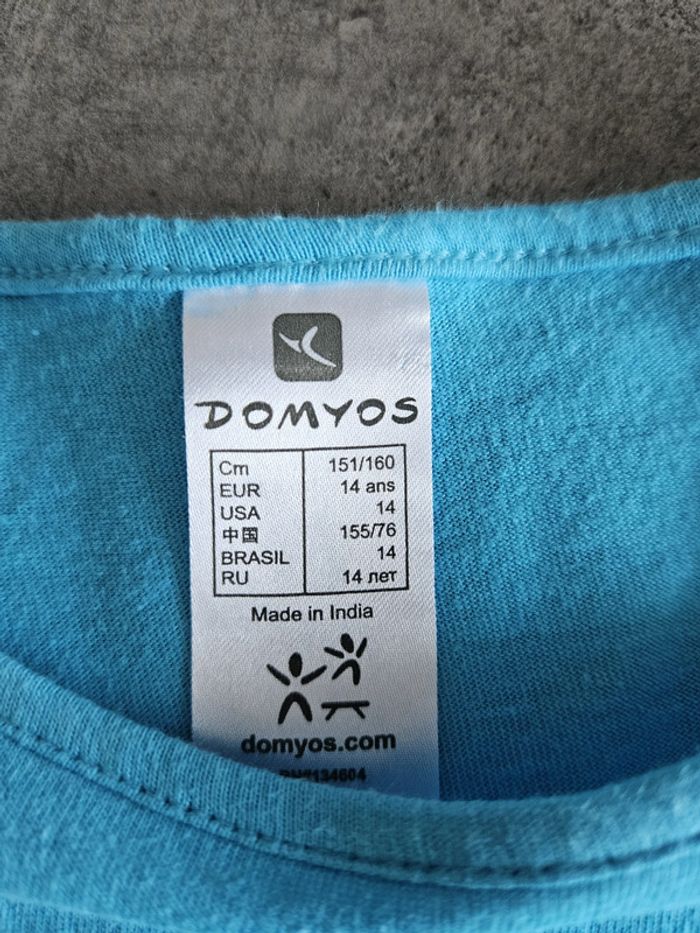 DOMYOS
Cm 151/160
EUR 14 ans
USA 14
中国 155/76
BRASIL 14
RU 14 лет
Made in India
domyos.com